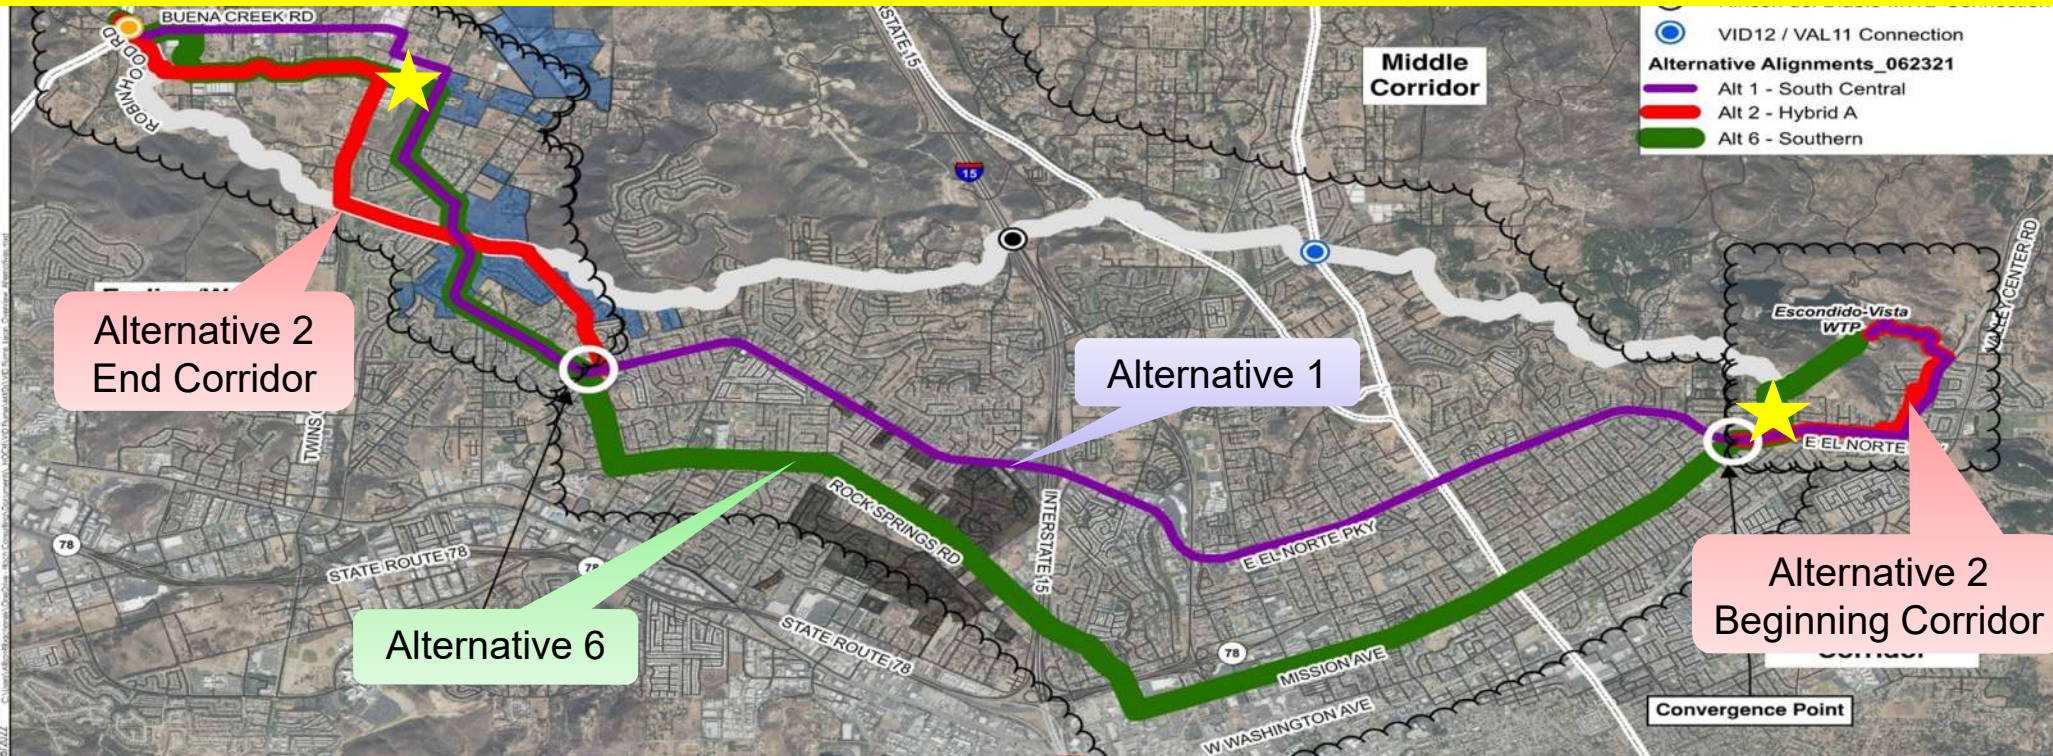 BUENA CREEK RD
ROBINHOOD RD
STATE 15
15
Middle
Corridor
VID12 / VAL11 Connection
Alternative Alignments_062321
Alt 1 - South Central
Alt 2 - Hybrid A
Alt 6 - Southern
VALLEY CENTER RD
Escondido-Vista
WTP
Alternative 2
End Corridor
Alternative 1
E EL NORTE
TWINS
ROCK SPRINGS RD
INTERSTATE 15
E EL NORTE PKY
78
STATE ROUTE 78
78
Alternative 6
STATE ROUTE 78
78
MISSION AVE
W WASHINGTON AVE
Alternative 2
Beginning Corridor
Corridor
Convergence Point